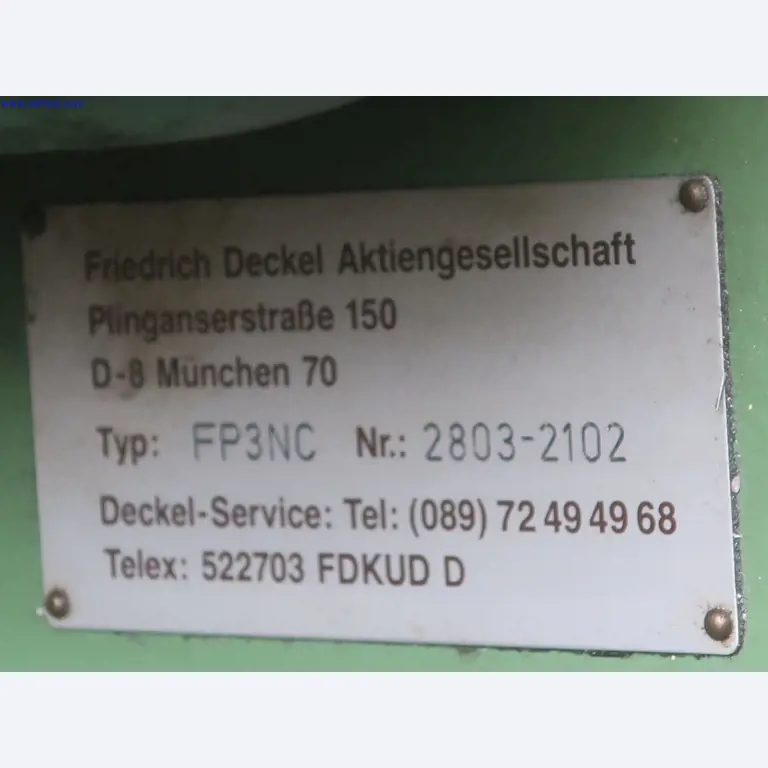 Friedrich Deckel Aktiengesellschaft
Plinganserstraße 150
D-8 München 70
Typ: FP3NC Nr.: 2803-2102
Deckel-Service: Tel: (089) 72 49 49 68
Telex: 522703 FDKUD D